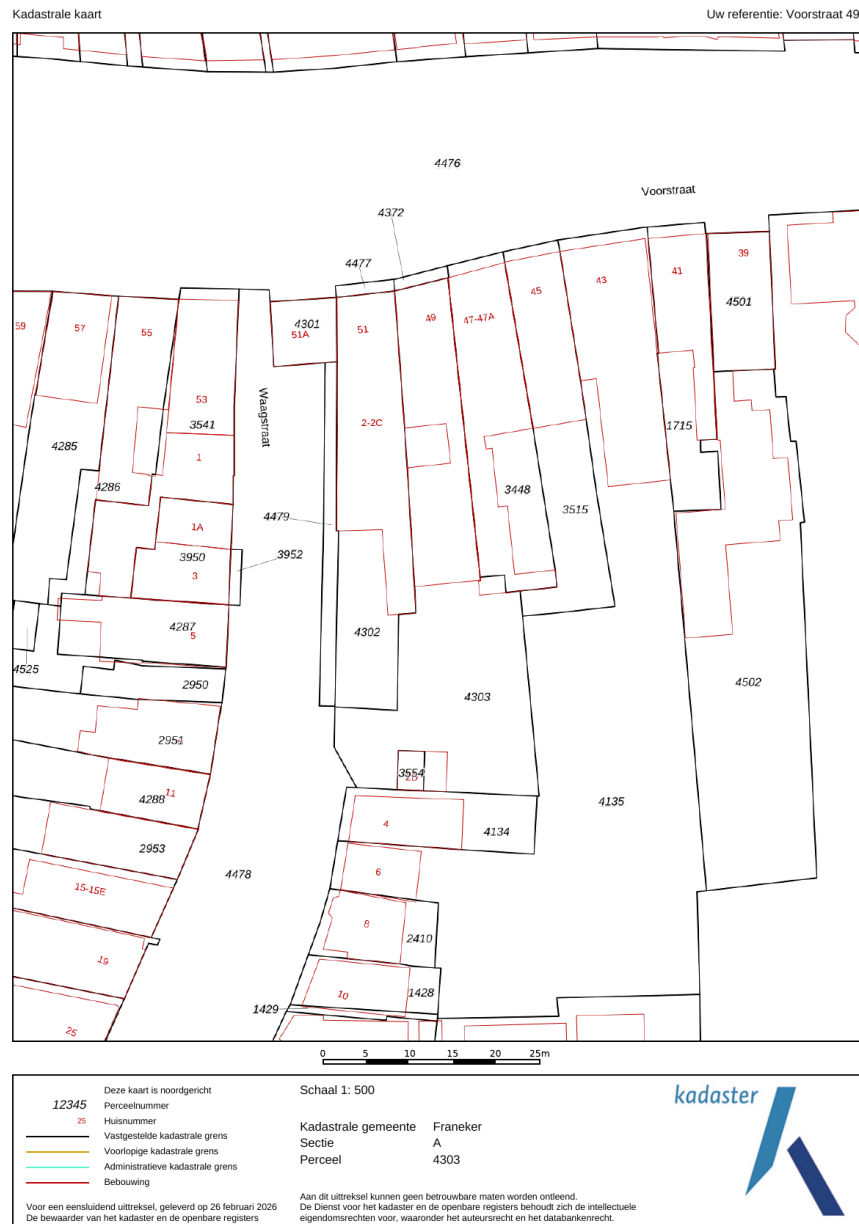 Kadastrale kaart
Uw referentie: Voorstraat 49
4476
Voorstraat
4372
4477
39
41
43
45
4501
4301
51A
51
49
47-47A
59
57
55
53
3541
Waagstraat
2-2C
1715
4285
1
4286
3448
3515
1A
4479
3950
3952
3
4287
5
4302
4525
2950
4303
4502
2951
3554
2B
4288
11
4135
4
4134
2953
6
4478
15-15E
8
2410
19
10
1428
1429
25
0 5 10 15 20 25m
Deze kaart is noordgericht
12345 Perceelnummer
25 Huisnummer
Vastgestelde kadastrale grens
Voorlopige kadastrale grens
Administratieve kadastrale grens
Bebouwing
Voor een eensluidend uittreksel, geleverd op 26 februari 2026
De bewaarder van het kadaster en de openbare registers
Schaal 1: 500
Kadastrale gemeente Franeker
Sectie A
Perceel 4303
Aan dit uittreksel kunnen geen betrouwbare maten worden ontleend.
De Dienst voor het kadaster en de openbare registers behoudt zich de intellectuele
eigendomsrechten voor, waaronder het auteursrecht en het databankenrecht.
kadaster